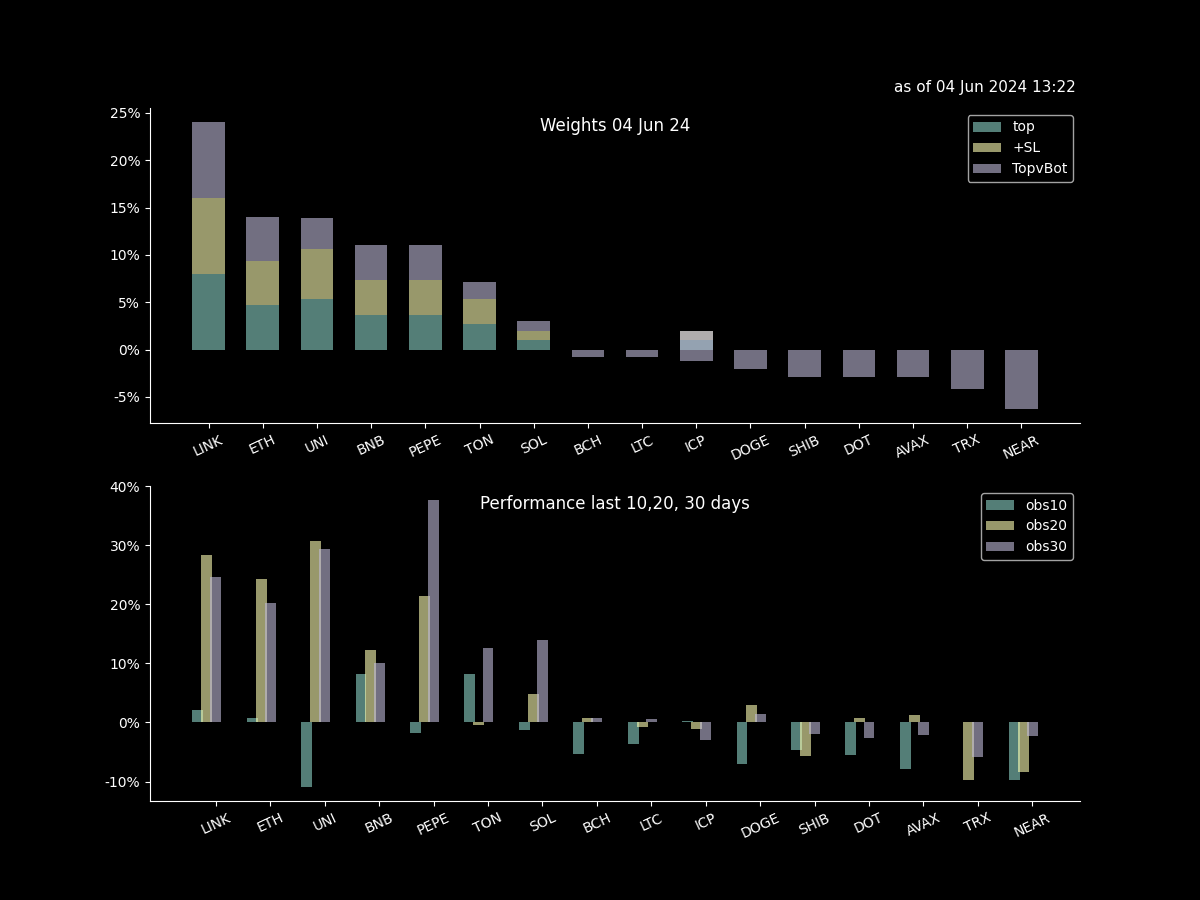 as of 04 Jun 2024 13:22
Weights 04 Jun 24
top
+SL
TopvBot
25%
20%
15%
10%
5%
0%
-5%
LINK ETH UNI BNB PEPE TON SOL BCH LTC ICP DOGE SHIB DOT AVAX TRX NEAR
Performance last 10,20, 30 days
obs10
obs20
obs30
40%
30%
20%
10%
0%
-10%
LINK ETH UNI BNB PEPE TON SOL BCH LTC ICP DOGE SHIB DOT AVAX TRX NEAR